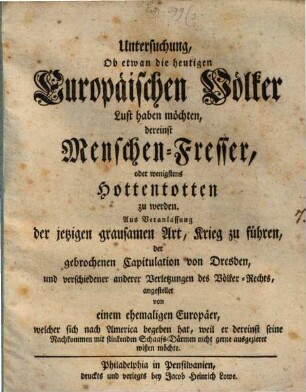 Untersuchung,
Ob etwan die heutigen
Europäischen Völker
Lust haben möchten,
dereinst
Menschen-Fresser,
oder wenigstens
Hottentotten
zu werden.
Aus Veranlassung
der jetzigen grausamen Art, Krieg zu führen,
der
gebrochenen Capitulation von Dresden,
und verschiedener anderer Verletzungen des Völker-Rechts,
angestellet
von
einem ehemaligen Europäer,
welcher sich nach America begeben hat, weil er dereinst seine
Nachkommen mit stinkenden Schaafs-Därmen nicht gerne ausgezieret
wißen möchte.
Philadelphia in Pensilvanien,
druckts und verlegts bey Jacob Heinrich Lowe.